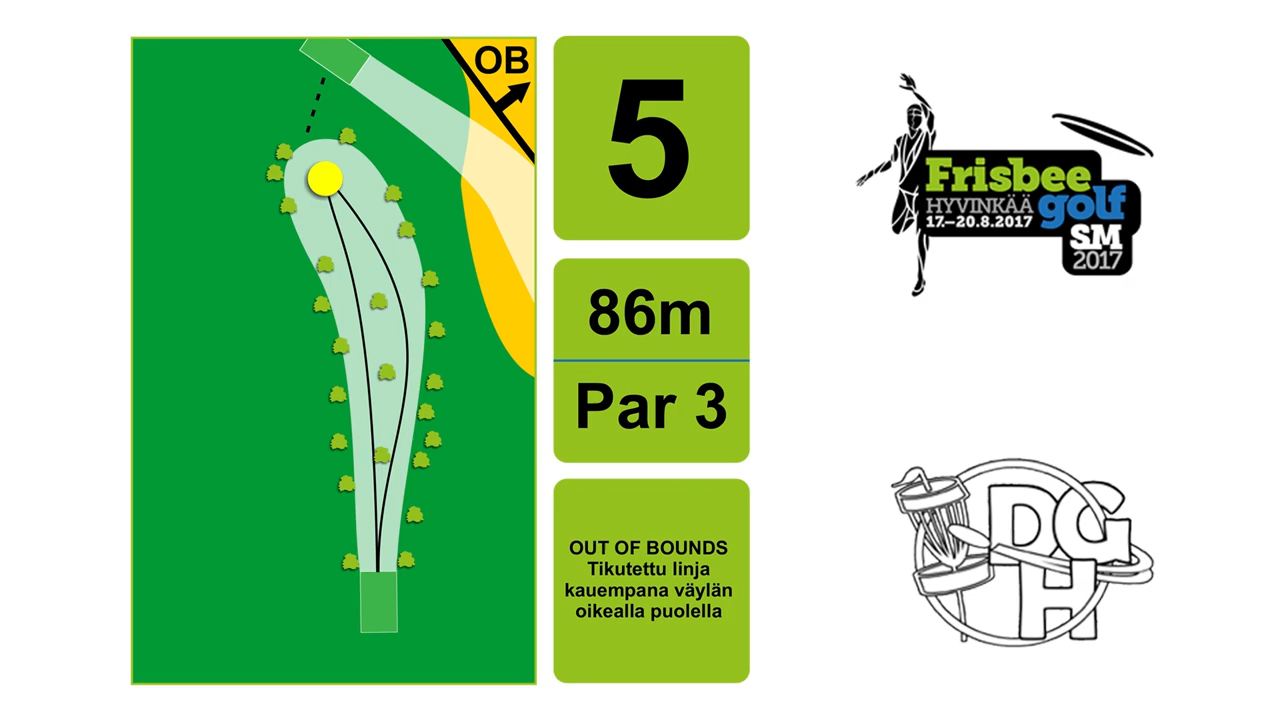 OB
5
86m
Par 3
OUT OF BOUNDS
Tikutettu linja
kauempana väylän
oikealla puolella
Frisbee
HYVINKÄÄ golf
17.–20.8.2017
SM
2017
DG
H